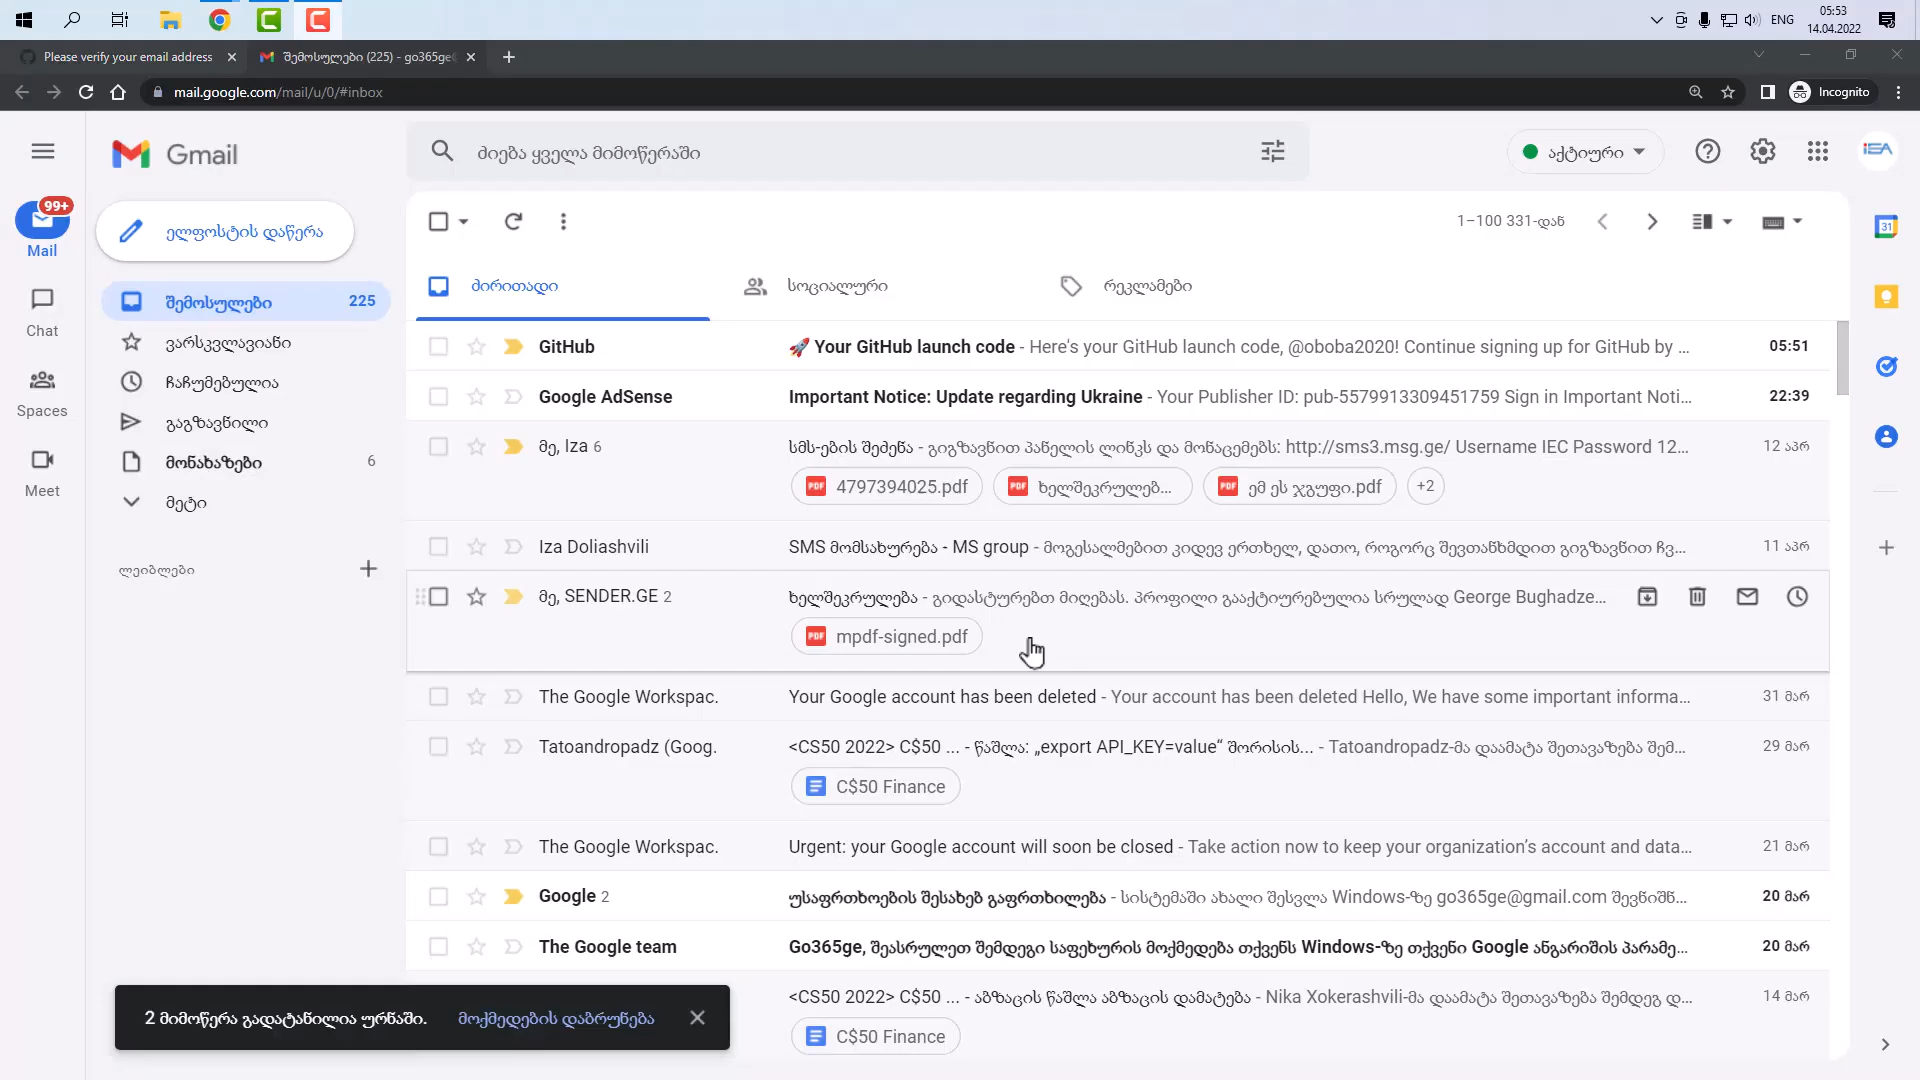 ENG
05:53
14.04.2022
Please verify your email address
შემოსულები (225) - go365ge
mail.google.com/mail/u/0/#inbox
Incognito
Gmail
ძიება ყველა მიმოწერაში
აქტიური
iEA
99+
Mail
Chat
Spaces
Meet
ელფოსტის დაწერა
შემოსულები 225
ვარსკვლავიანი
ჩაჩუმებულია
გაგზავნილი
მონახაზები 6
მეტი
ლეიბლები
1–100 331-დან
31
პირითადი
სოციალური
რეკლამები
GitHub 🚀 Your GitHub launch code - Here's your GitHub launch code, @oboba2020! Continue signing up for GitHub by ... 05:51
Google AdSense Important Notice: Update regarding Ukraine - Your Publisher ID: pub-5579913309451759 Sign in Important Noti... 22:39
მე, Iza 6 სმს-ების შეძენა - გიგზავნით პანელის ლინკს და მონაცემებს: http://sms3.msg.ge/ Username IEC Password 12... 12 აპრ
PDF 4797394025.pdf PDF ხელშეკრულებ... PDF ემ ეს ჯგუფი.pdf +2
Iza Doliashvili SMS მომსახურება - MS group - მოგესალმებით კიდევ ერთხელ, დათო, როგორც შევთანხმდით გიგზავნით ჩვ... 11 აპრ
მე, SENDER.GE 2 ხელშეკრულება - გიდასტურებთ მიღებას. პროფილი გააქტიურებულია სრულად George Bughadze...
PDF mpdf-signed.pdf
The Google Workspac. Your Google account has been deleted - Your account has been deleted Hello, We have some important informa... 31 მარ
Tatoandropadz (Goog. <CS50 2022> C$50 ... - წაშლა: „export API_KEY=value“ შორისის... - Tatoandropadz-მა დაამატა შეთავაზება შემ... 29 მარ
C$50 Finance
The Google Workspac. Urgent: your Google account will soon be closed - Take action now to keep your organization’s account and data... 21 მარ
Google 2 უსაფრთხოების შესახებ გაფრთხილება - სისტემაში ახალი შესვლა Windows-ზე go365ge@gmail.com შევნიშნ... 20 მარ
The Google team Go365ge, შეასრულეთ შემდეგი საფეხურის მოქმედება თქვენს Windows-ზე თქვენი Google ანგარიშის პარამე... 20 მარ
<CS50 2022> C$50 ... - აბზაცის წაშლა აბზაცის დამატება - Nika Xokerashvili-მა დაამატა შეთავაზება შემდეგ დ... 14 მარ
C$50 Finance
2 მიმოწერა გადატანილია ურნაში. მოქმედების დაბრუნება